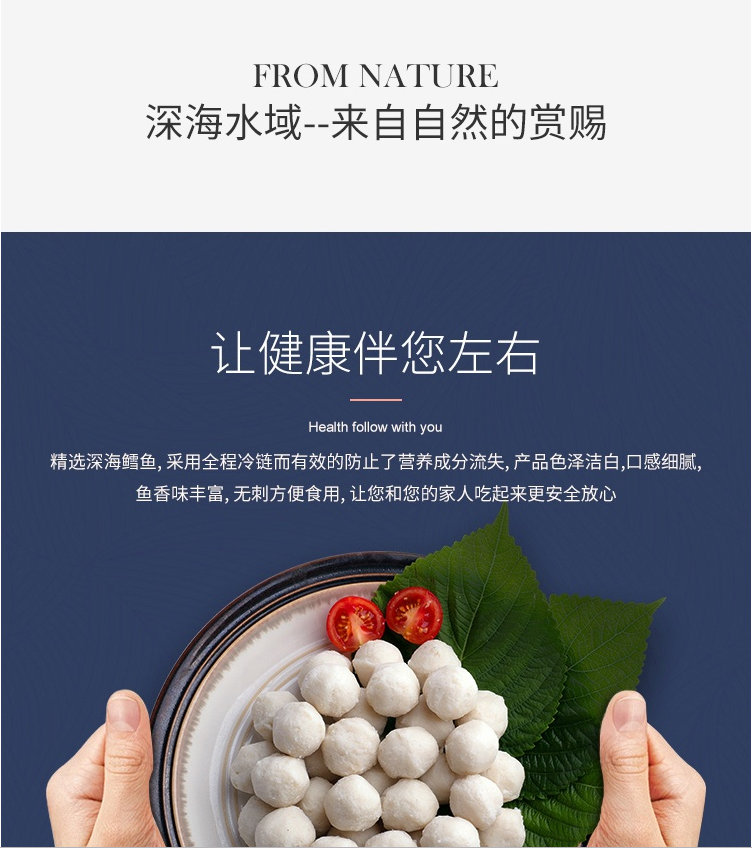 FROM NATURE
深海水域--来自自然的赏赐
让健康伴您左右
Health follow with you
精选深海鳕鱼, 采用全程冷链而有效的防止了营养成分流失, 产品色泽洁白,口感细腻,
鱼香味丰富, 无刺方便食用, 让您和您的家人吃起来更安全放心